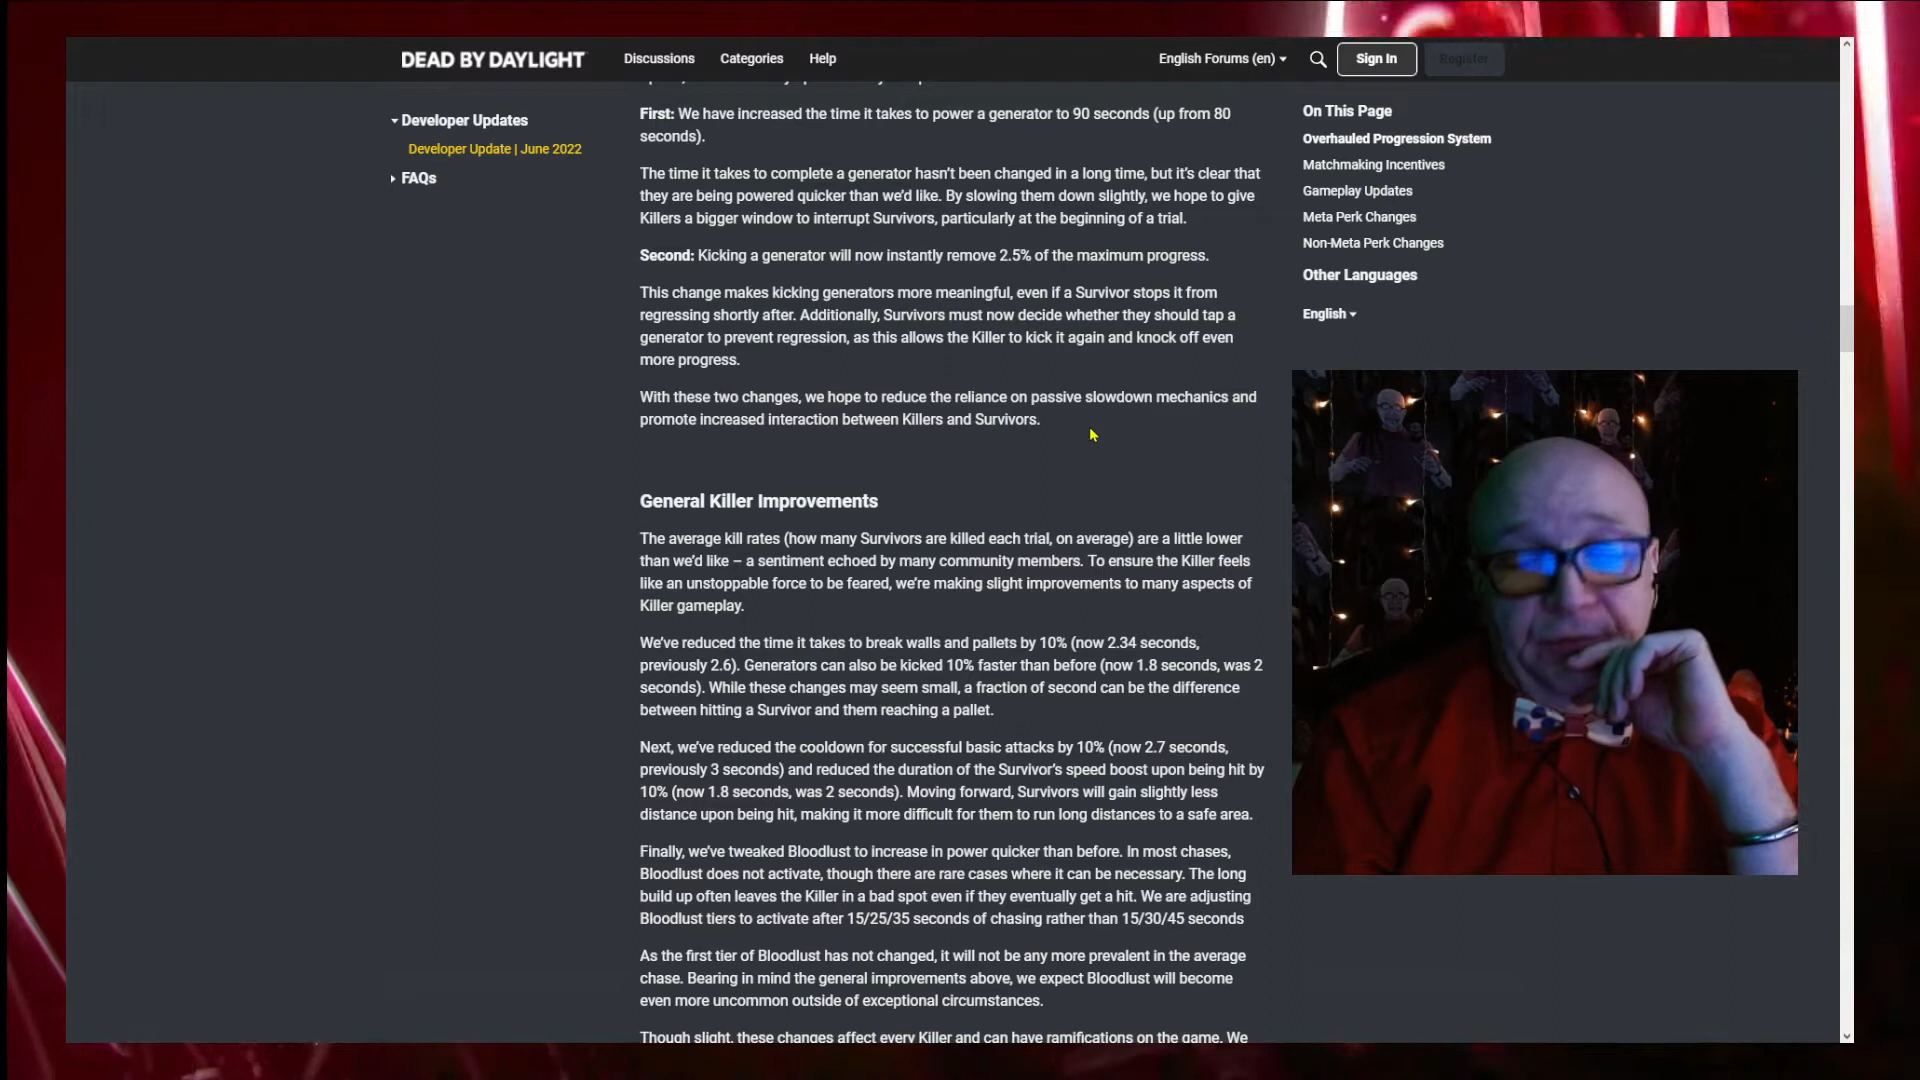 DEAD BY DAYLIGHT
Discussions
Categories
Help
English Forums (en)
Sign In
Register
Developer Updates
Developer Update | June 2022
FAQs
First: We have increased the time it takes to power a generator to 90 seconds (up from 80
seconds).
The time it takes to complete a generator hasn't been changed in a long time, but it's clear that
they are being powered quicker than we'd like. By slowing them down slightly, we hope to give
Killers a bigger window to interrupt Survivors, particularly at the beginning of a trial.
Second: Kicking a generator will now instantly remove 2.5% of the maximum progress.
This change makes kicking generators more meaningful, even if a Survivor stops it from
regressing shortly after. Additionally, Survivors must now decide whether they should tap a
generator to prevent regression, as this allows the Killer to kick it again and knock off even
more progress.
With these two changes, we hope to reduce the reliance on passive slowdown mechanics and
promote increased interaction between Killers and Survivors.
General Killer Improvements
The average kill rates (how many Survivors are killed each trial, on average) are a little lower
than we'd like – a sentiment echoed by many community members. To ensure the Killer feels
like an unstoppable force to be feared, we're making slight improvements to many aspects of
Killer gameplay.
We've reduced the time it takes to break walls and pallets by 10% (now 2.34 seconds,
previously 2.6). Generators can also be kicked 10% faster than before (now 1.8 seconds, was 2
seconds). While these changes may seem small, a fraction of second can be the difference
between hitting a Survivor and them reaching a pallet.
Next, we've reduced the cooldown for successful basic attacks by 10% (now 2.7 seconds,
previously 3 seconds) and reduced the duration of the Survivor's speed boost upon being hit by
10% (now 1.8 seconds, was 2 seconds). Moving forward, Survivors will gain slightly less
distance upon being hit, making it more difficult for them to run long distances to a safe area.
Finally, we've tweaked Bloodlust to increase in power quicker than before. In most chases,
Bloodlust does not activate, though there are rare cases where it can be necessary. The long
build up often leaves the Killer in a bad spot even if they eventually get a hit. We are adjusting
Bloodlust tiers to activate after 15/25/35 seconds of chasing rather than 15/30/45 seconds
As the first tier of Bloodlust has not changed, it will not be any more prevalent in the average
chase. Bearing in mind the general improvements above, we expect Bloodlust will become
even more uncommon outside of exceptional circumstances.
Though slight, these changes affect every Killer and can have ramifications on the game. We
On This Page
Overhauled Progression System
Matchmaking Incentives
Gameplay Updates
Meta Perk Changes
Non-Meta Perk Changes
Other Languages
English